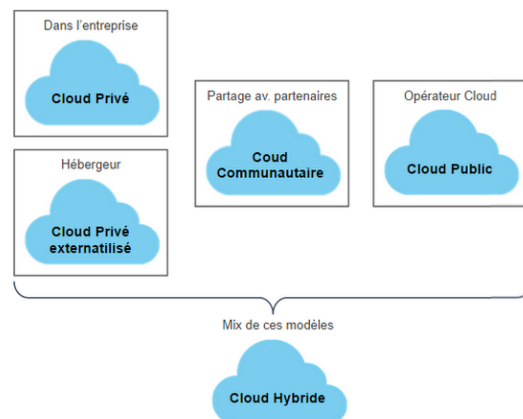 Dans l'entreprise
Cloud Privé
Hébergeur
Cloud Privé
externatilisé
Partage av. partenaires
Coud
Communautaire
Opérateur Cloud
Cloud Public
Mix de ces modèles
Cloud Hybride